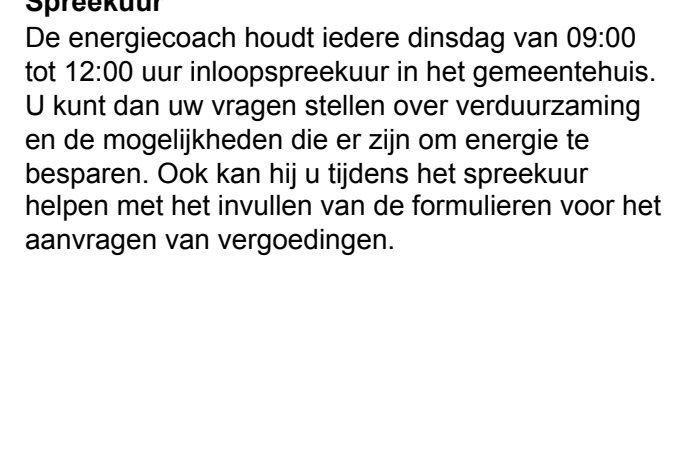 Spreekuur
De energiecoach houdt iedere dinsdag van 09:00
tot 12:00 uur inloopspreekuur in het gemeentehuis.
U kunt dan uw vragen stellen over verduurzaming
en de mogelijkheden die er zijn om energie te
besparen. Ook kan hij u tijdens het spreekuur
helpen met het invullen van de formulieren voor het
aanvragen van vergoedingen.